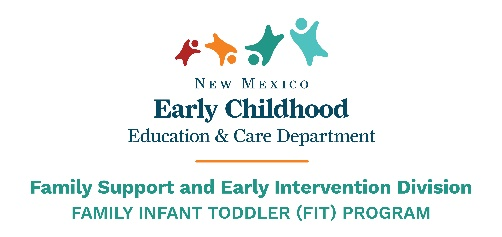 New Mexico
Early Childhood
Education & Care Department
Family Support and Early Intervention Division
FAMILY INFANT TODDLER (FIT) PROGRAM